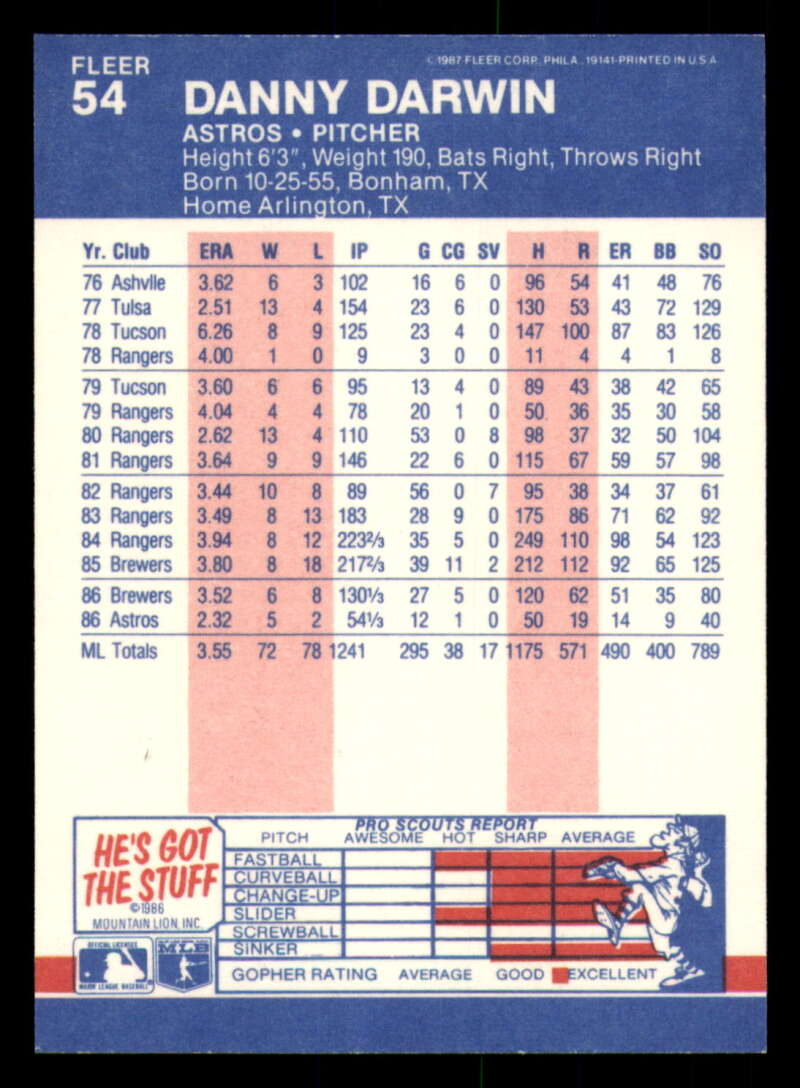 FLEER
54
©1987 FLEER CORP. PHILA., 19141-PRINTED IN U.S.A
DANNY DARWIN
ASTROS • PITCHER
Height 6'3", Weight 190, Bats Right, Throws Right
Born 10-25-55, Bonham, TX
Home Arlington, TX
Yr. Club ERA W L IP G CG SV H R ER BB SO
76 Ashvlle 3.62 6 3 102 16 6 0 96 54 41 48 76
77 Tulsa 2.51 13 4 154 23 6 0 130 53 43 72 129
78 Tucson 6.26 8 9 125 23 4 0 147 100 87 83 126
78 Rangers 4.00 1 0 9 3 0 0 11 4 4 1 8
79 Tucson 3.60 6 6 95 13 4 0 89 43 38 42 65
79 Rangers 4.04 4 4 78 20 1 0 50 36 35 30 58
80 Rangers 2.62 13 4 110 53 0 8 98 37 32 50 104
81 Rangers 3.64 9 9 146 22 6 0 115 67 59 57 98
82 Rangers 3.44 10 8 89 56 0 7 95 38 34 37 61
83 Rangers 3.49 8 13 183 28 9 0 175 86 71 62 92
84 Rangers 3.94 8 12 223⅔ 35 5 0 249 110 98 54 123
85 Brewers 3.80 8 18 217⅔ 39 11 2 212 112 92 65 125
86 Brewers 3.52 6 8 130⅓ 27 5 0 120 62 51 35 80
86 Astros 2.32 5 2 54⅓ 12 1 0 50 19 14 9 40
ML Totals 3.55 72 78 1241 295 38 17 1175 571 490 400 789
HE'S GOT
THE STUFF
©1986
MOUNTAIN LION, INC.
PRO SCOUTS REPORT
PITCH AWESOME HOT SHARP AVERAGE
FASTBALL
CURVEBALL
CHANGE-UP
SLIDER
SCREWBALL
SINKER
GOPHER RATING AVERAGE GOOD EXCELLENT
OFFICIAL LICENSEE
MAJOR LEAGUE BASEBALL
MLB